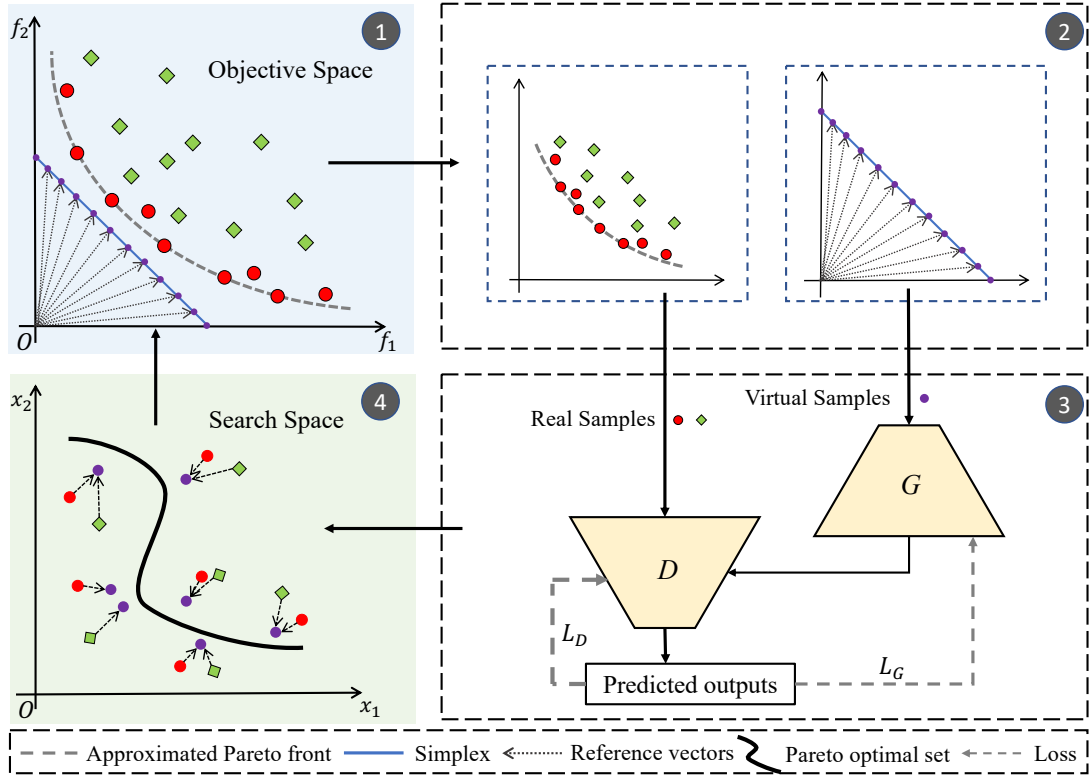 f2
1
Objective Space
O
f1
2
x2
4
Search Space
O
x1
Real Samples
Virtual Samples
3
G
D
LD
LG
Predicted outputs
Approximated Pareto front
Simplex
Reference vectors
Pareto optimal set
Loss